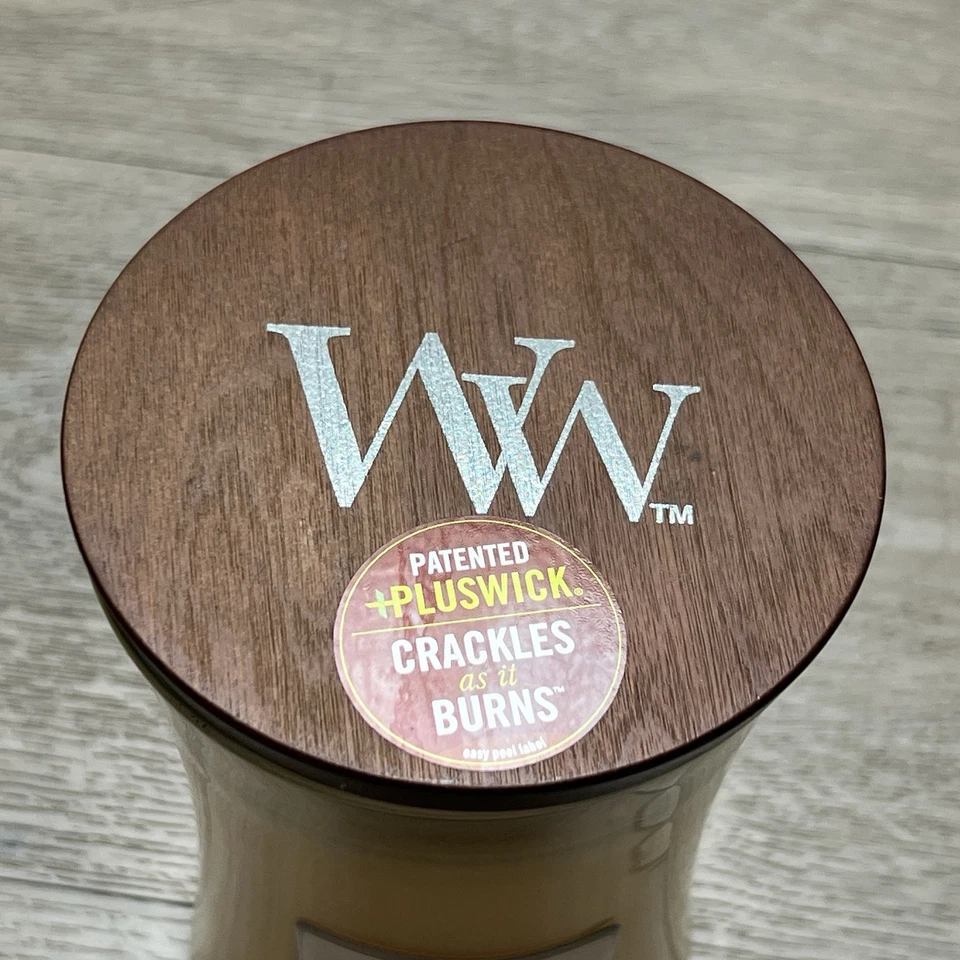 WW™
PATENTED
+PLUSWICK®
CRACKLES
as it
BURNS™
easy peel label